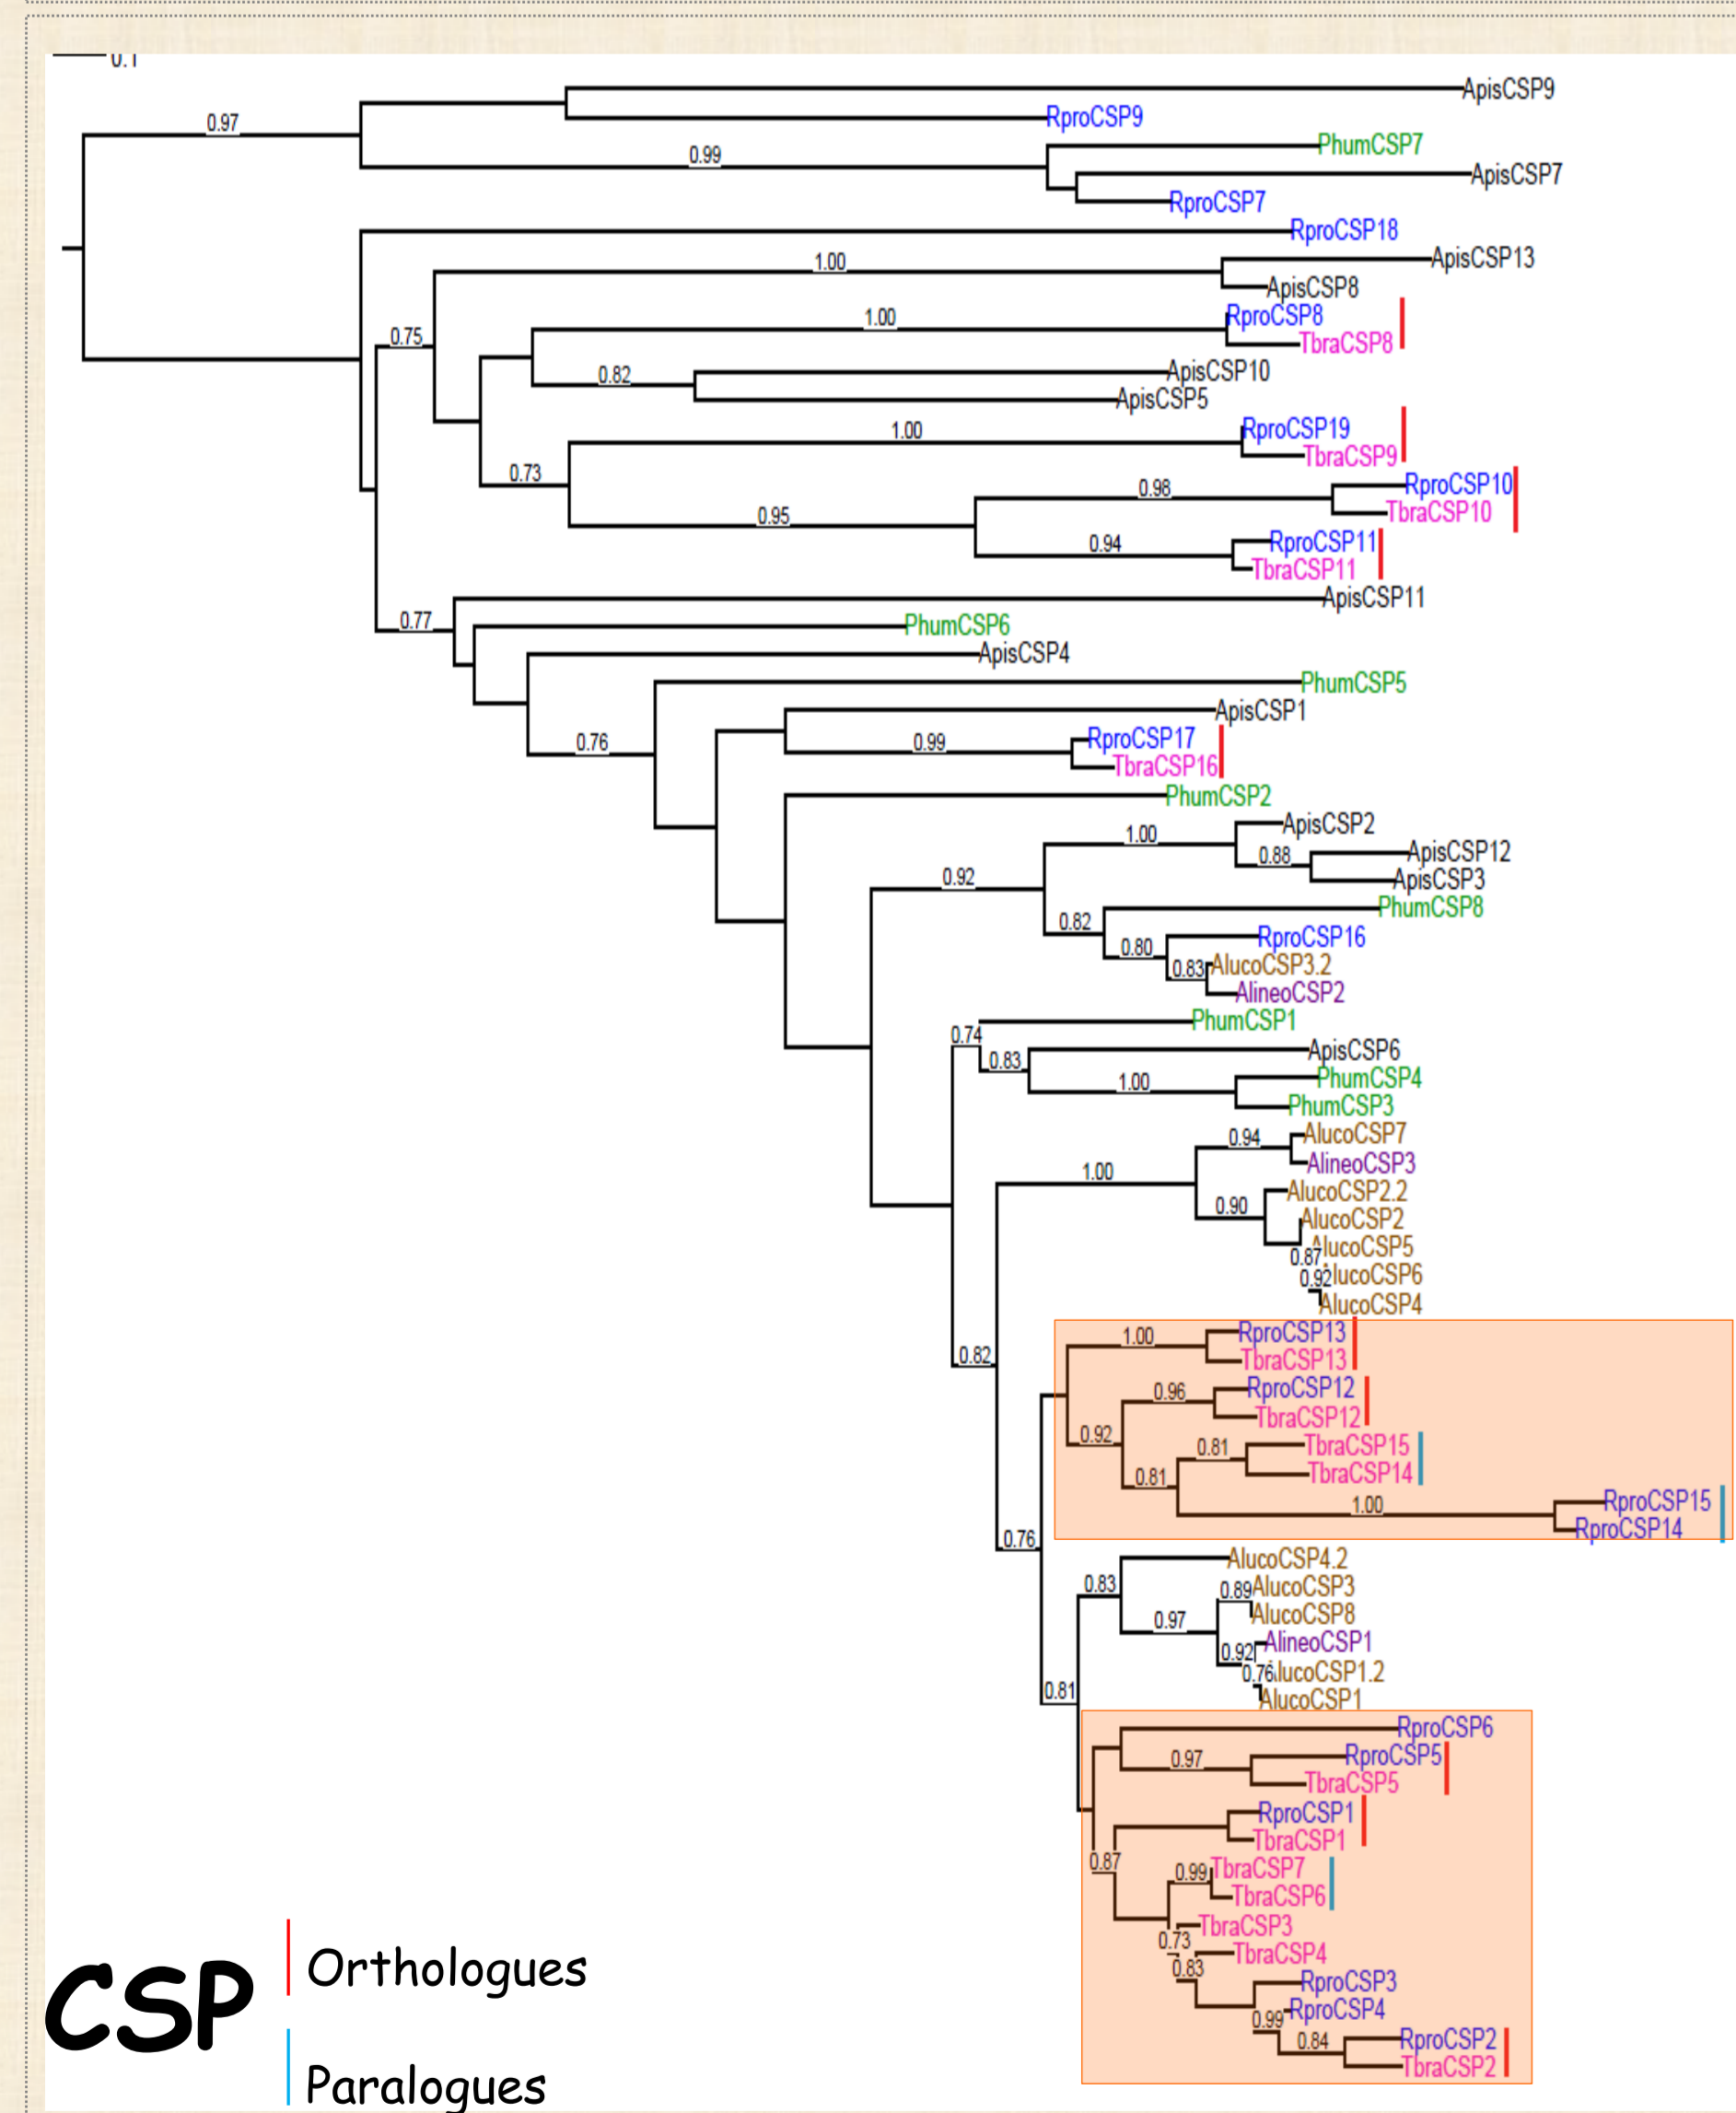 0.1
ApisCSP9
RproCSP9
0.97
PhumCSP7
0.99
ApisCSP7
RproCSP7
RproCSP18
ApisCSP13
1.00
ApisCSP8
RproCSP8
1.00
TbraCSP8
0.75
ApisCSP10
0.82
ApisCSP5
RproCSP19
1.00
TbraCSP9
0.73
RproCSP10
0.98
TbraCSP10
0.95
RproCSP11
0.94
TbraCSP11
ApisCSP11
0.77
PhumCSP6
ApisCSP4
PhumCSP5
ApisCSP1
RproCSP17
0.76
0.99
TbraCSP16
PhumCSP2
ApisCSP2
1.00
ApisCSP12
0.88
ApisCSP3
0.92
PhumCSP8
0.82
RproCSP16
0.80
AlucoCSP3.2
0.83
AlineoCSP2
PhumCSP1
0.74
ApisCSP6
0.83
PhumCSP4
1.00
PhumCSP3
AlucoCSP7
0.94
AlineoCSP3
1.00
AlucoCSP2.2
0.90
AlucoCSP2
AlucoCSP5
0.87
AlucoCSP6
0.92
AlucoCSP4
RproCSP13
1.00
TbraCSP13
0.82
RproCSP12
0.96
TbraCSP12
0.92
TbraCSP15
0.81
TbraCSP14
0.81
RproCSP15
1.00
RproCSP14
0.76
AlucoCSP4.2
0.83
0.89
AlucoCSP3
AlucoCSP8
0.97
AlineoCSP1
0.92
AlucoCSP1.2
0.76
AlucoCSP1
0.81
RproCSP6
RproCSP5
0.97
TbraCSP5
RproCSP1
TbraCSP1
0.87
TbraCSP7
0.99
TbraCSP6
TbraCSP3
0.73
TbraCSP4
0.83
RproCSP3
RproCSP4
0.99
RproCSP2
0.84
TbraCSP2
CSP
Orthologues
Paralogues